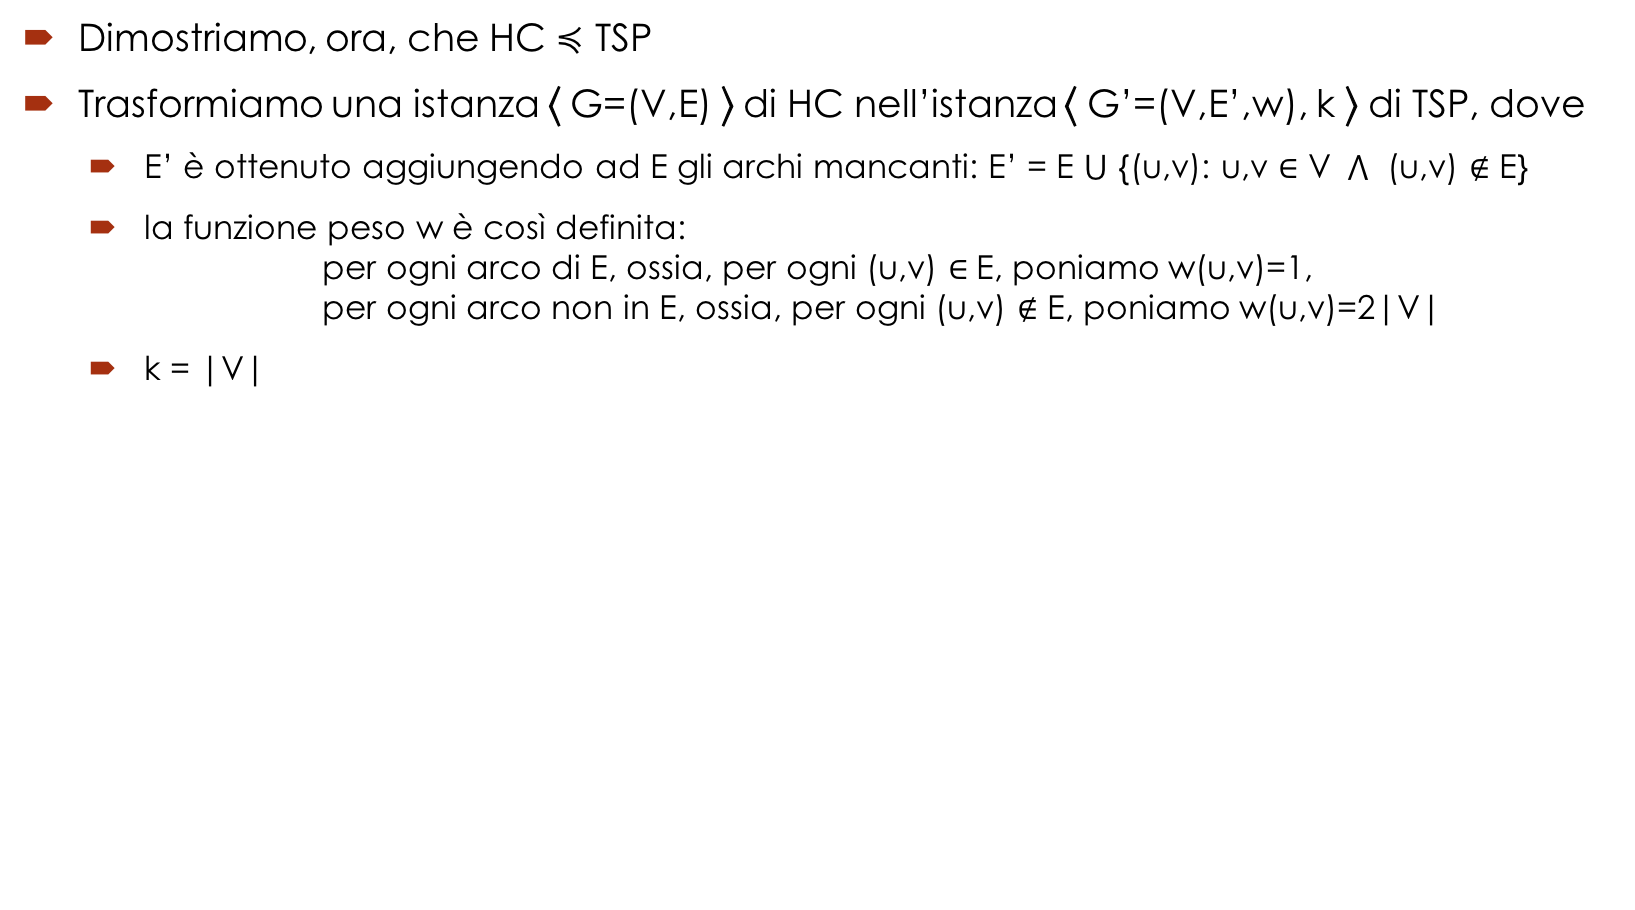 Dimostriamo, ora, che HC ≼ TSP
Trasformiamo una istanza ⟨ G=(V,E) ⟩ di HC nell’istanza ⟨ G’=(V,E’,w), k ⟩ di TSP, dove
E’ è ottenuto aggiungendo ad E gli archi mancanti: E’ = E ∪ {(u,v): u,v ∈ V ∧ (u,v) ∉ E}
la funzione peso w è così definita:
per ogni arco di E, ossia, per ogni (u,v) ∈ E, poniamo w(u,v)=1,
per ogni arco non in E, ossia, per ogni (u,v) ∉ E, poniamo w(u,v)=2|V|
k = |V|